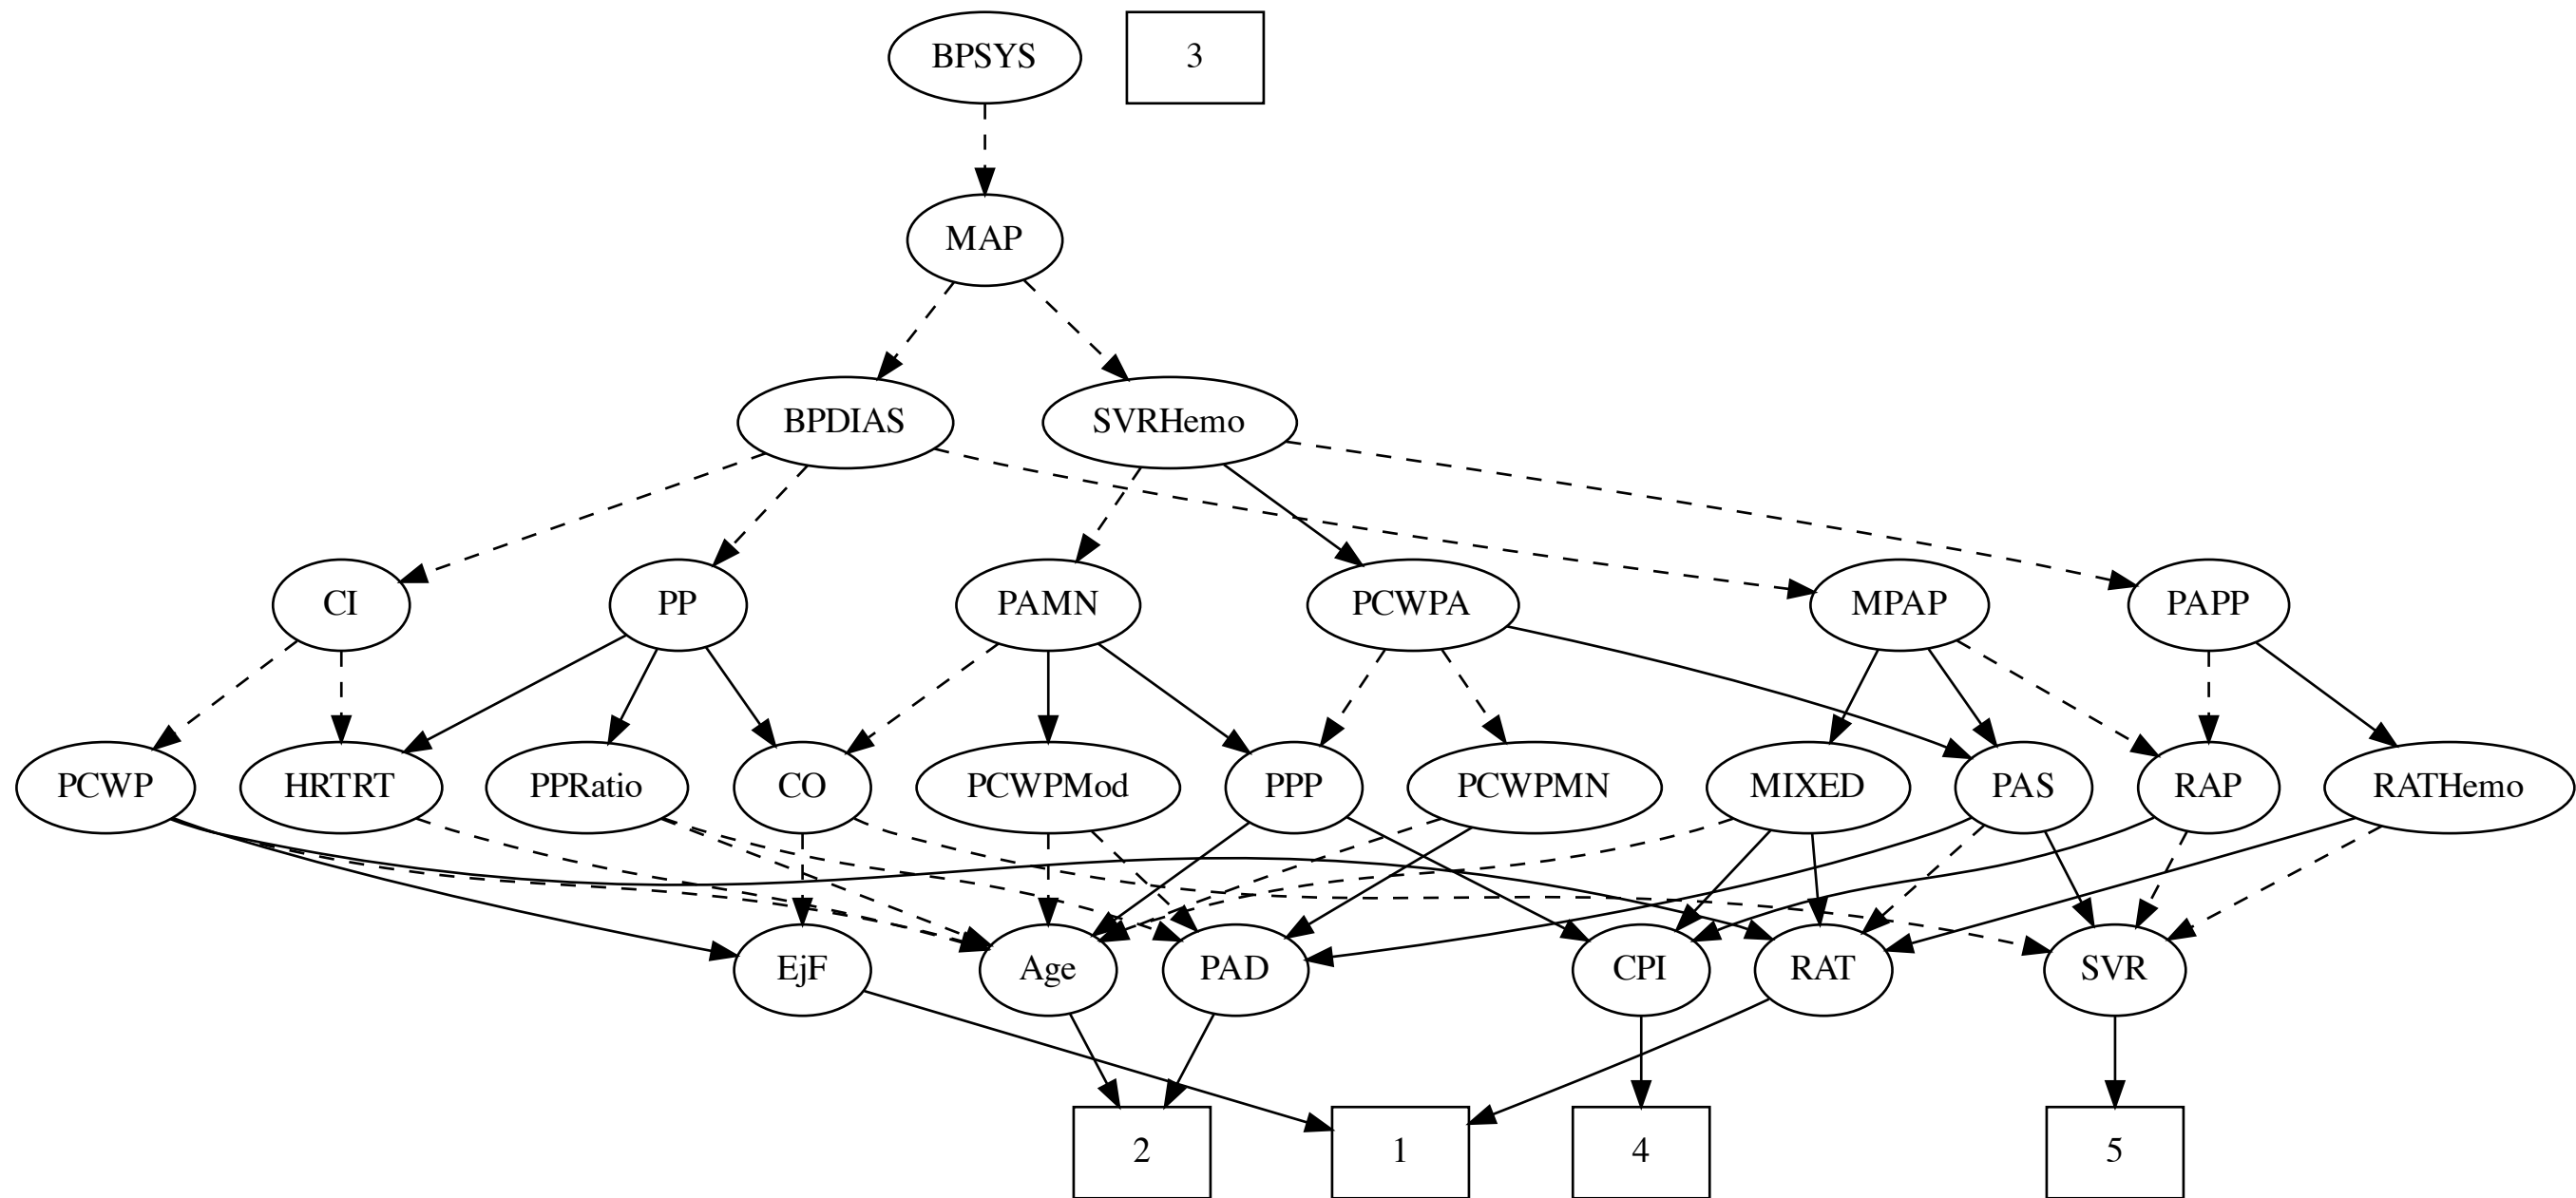 BPSYS
3
MAP
BPDIAS
SVRHemo
CI
PP
PAMN
PCWPA
MPAP
PAPP
PCWP
HRTRT
PPRatio
CO
PCWPMod
PPP
PCWPMN
MIXED
PAS
RAP
RATHemo
EjF
Age
PAD
CPI
RAT
SVR
2
1
4
5